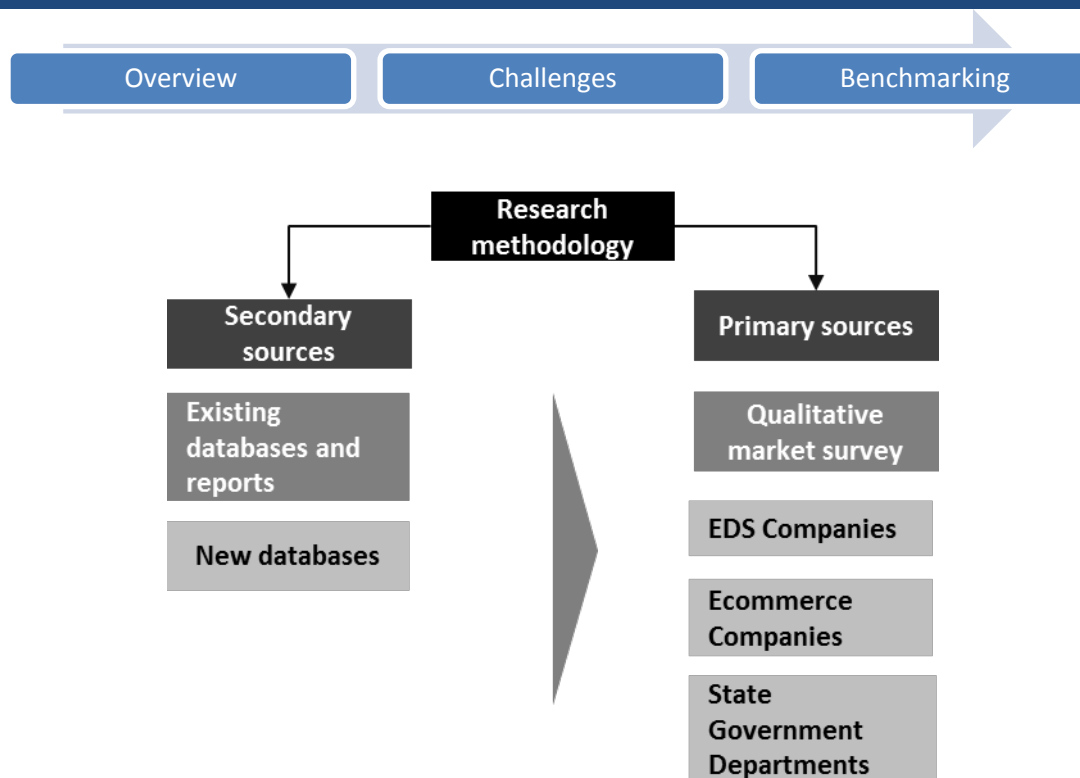 Overview
Challenges
Benchmarking
Research
methodology
Secondary
sources
Existing
databases and
reports
New databases
Primary sources
Qualitative
market survey
EDS Companies
Ecommerce
Companies
State
Government
Departments